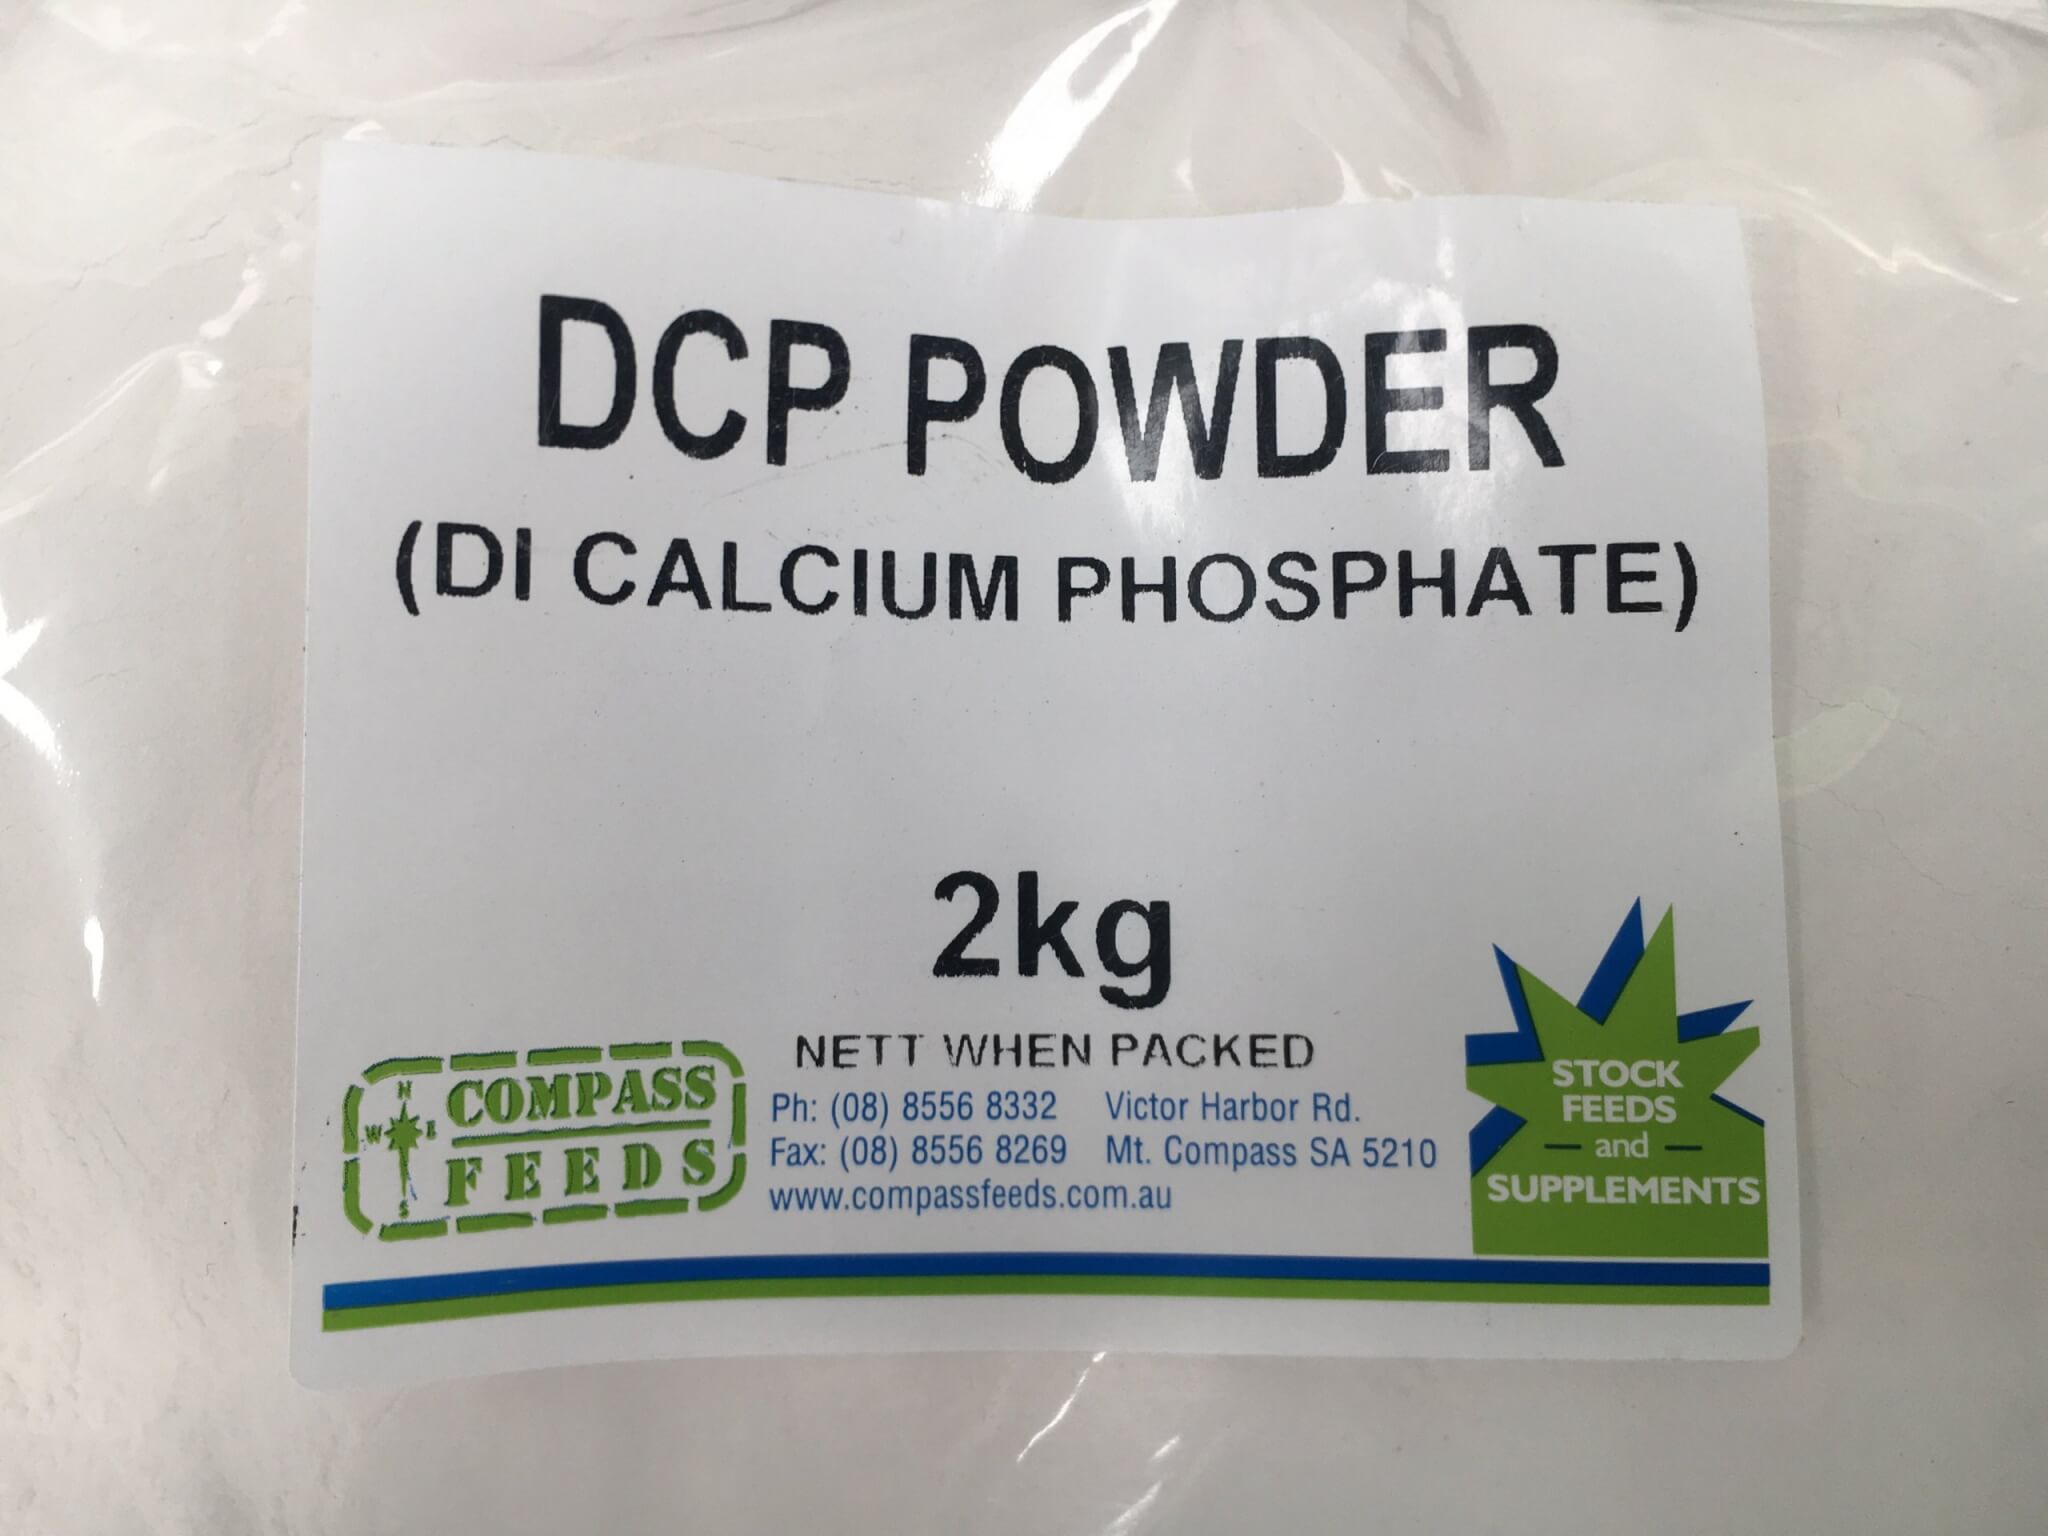 DCP POWDER
(DI CALCIUM PHOSPHATE)
2kg
NETT WHEN PACKED
N
W E
S
COMPASS
FEEDS
Ph: (08) 8556 8332 Victor Harbor Rd.
Fax: (08) 8556 8269 Mt. Compass SA 5210
www.compassfeeds.com.au
STOCK
FEEDS
and
SUPPLEMENTS